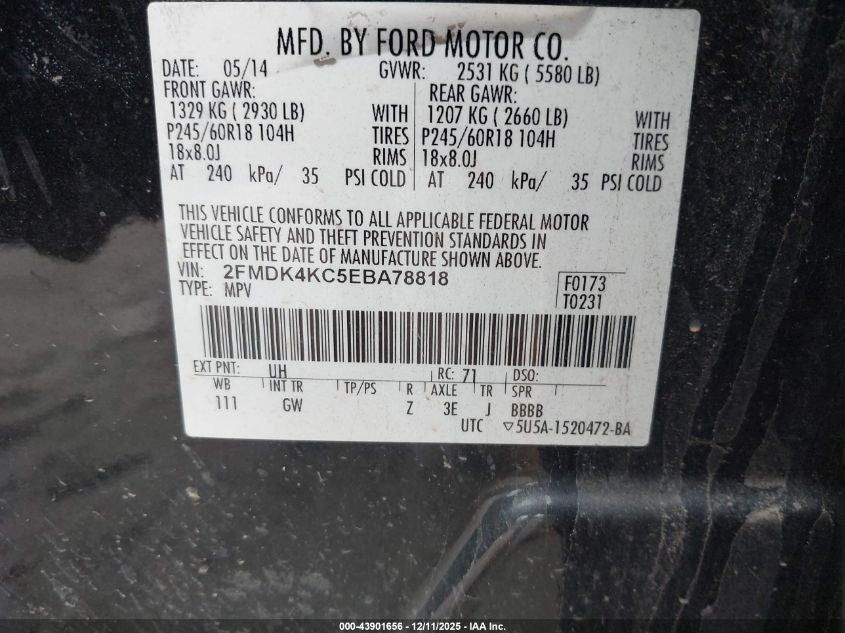 MFD. BY FORD MOTOR CO.
DATE: 05/14 GVWR: 2531 KG ( 5580 LB)
FRONT GAWR: REAR GAWR:
1329 KG ( 2930 LB) WITH 1207 KG ( 2660 LB) WITH
P245/60R18 104H TIRES P245/60R18 104H TIRES
18x8.0J RIMS 18x8.0J RIMS
AT 240 kPa/ 35 PSI COLD AT 240 kPa/ 35 PSI COLD
THIS VEHICLE CONFORMS TO ALL APPLICABLE FEDERAL MOTOR
VEHICLE SAFETY AND THEFT PREVENTION STANDARDS IN
EFFECT ON THE DATE OF MANUFACTURE SHOWN ABOVE.
VIN: 2FMDK4KC5EBA78818 F0173
TYPE: MPV T0231
EXT PNT: UH RC: 71 DSO:
WB INT TR TP/PS R AXLE TR SPR
111 GW Z 3E J BBBB
UTC ▽5U5A-1520472-BA
000-43901656 - 12/11/2025 - IAA Inc.